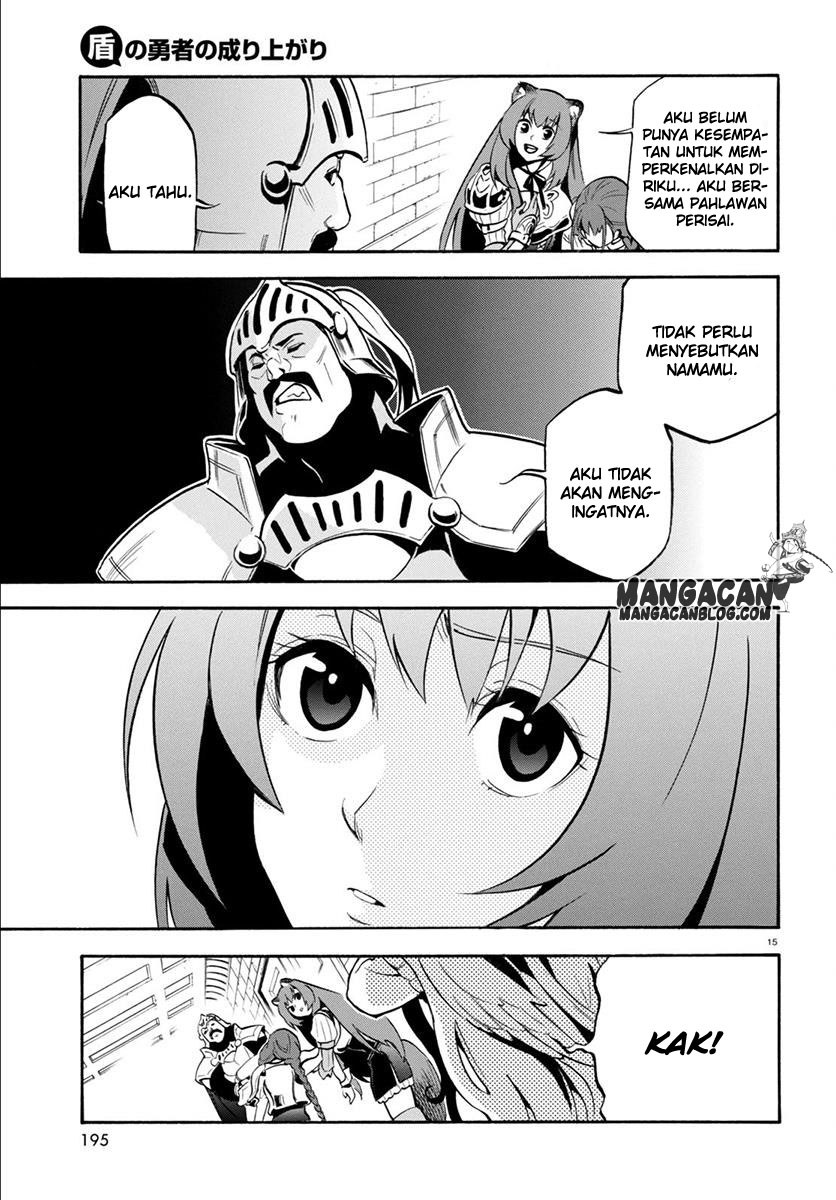 盾の勇者の成り上がり
AKU BELUM
PUNYA KESEMPA-
TAN UNTUK MEM-
PERKENALKAN DI-
RIKU... AKU BER-
SAMA PAHLAWAN
PERISAI.
AKU TAHU.
TIDAK PERLU
MENYEBUTKAN
NAMAMU.
AKU TIDAK
AKAN MENG-
INGATNYA.
MANGACAN
MANGACANBLOG.COM
15
KAK!
195